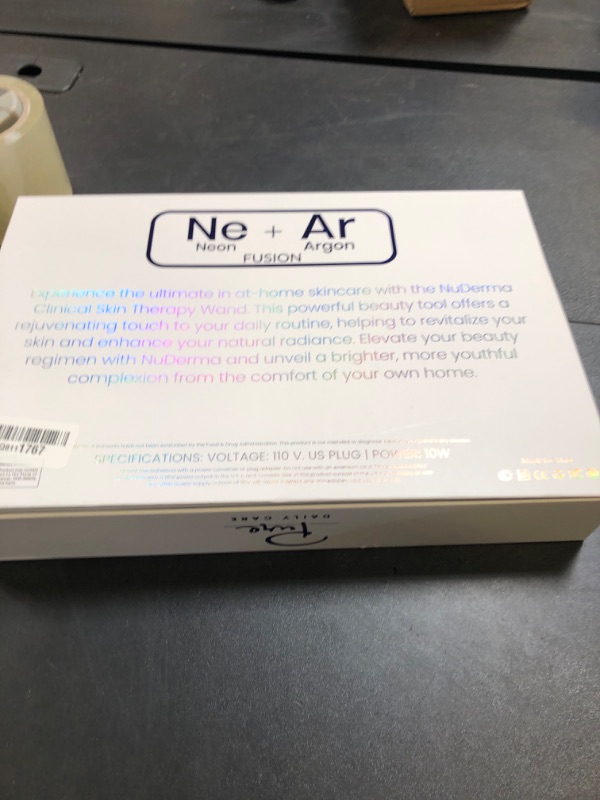 Ne + Ar
Neon Argon
FUSION
Experience the ultimate in at-home skincare with the NuDerma
Clinical Skin Therapy Wand. This powerful beauty tool offers a
rejuvenating touch to your daily routine, helping to revitalize your
skin and enhance your natural radiance. Elevate your beauty
regimen with NuDerma and unveil a brighter, more youthful
complexion from the comfort of your own home.
1767
SPECIFICATIONS: VOLTAGE: 110 V. US PLUG | POWER: 10W
Pure
DAILY CARE